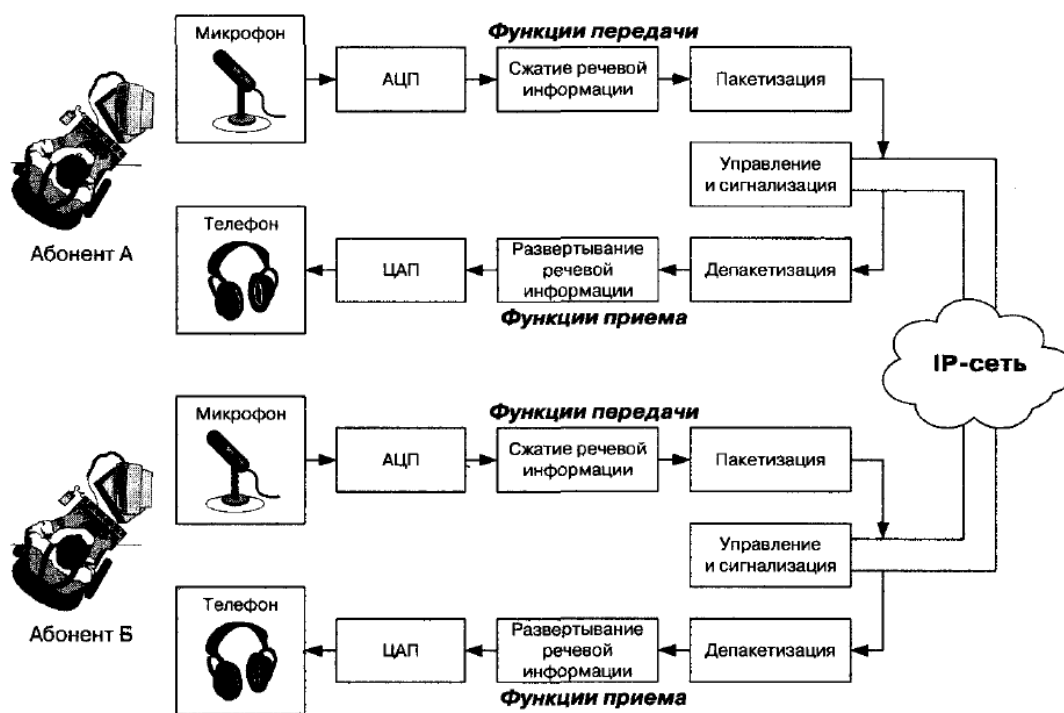 Функции передачи
Микрофон
АЦП
Сжатие речевой
информации
Пакетизация
Управление
и сигнализация
Абонент А
Телефон
ЦАП
Развертывание
речевой
информации
Депакетизация
Функции приема
IP-сеть
Функции передачи
Микрофон
АЦП
Сжатие речевой
информации
Пакетизация
Управление
и сигнализация
Абонент Б
Телефон
ЦАП
Развертывание
речевой
информации
Депакетизация
Функции приема